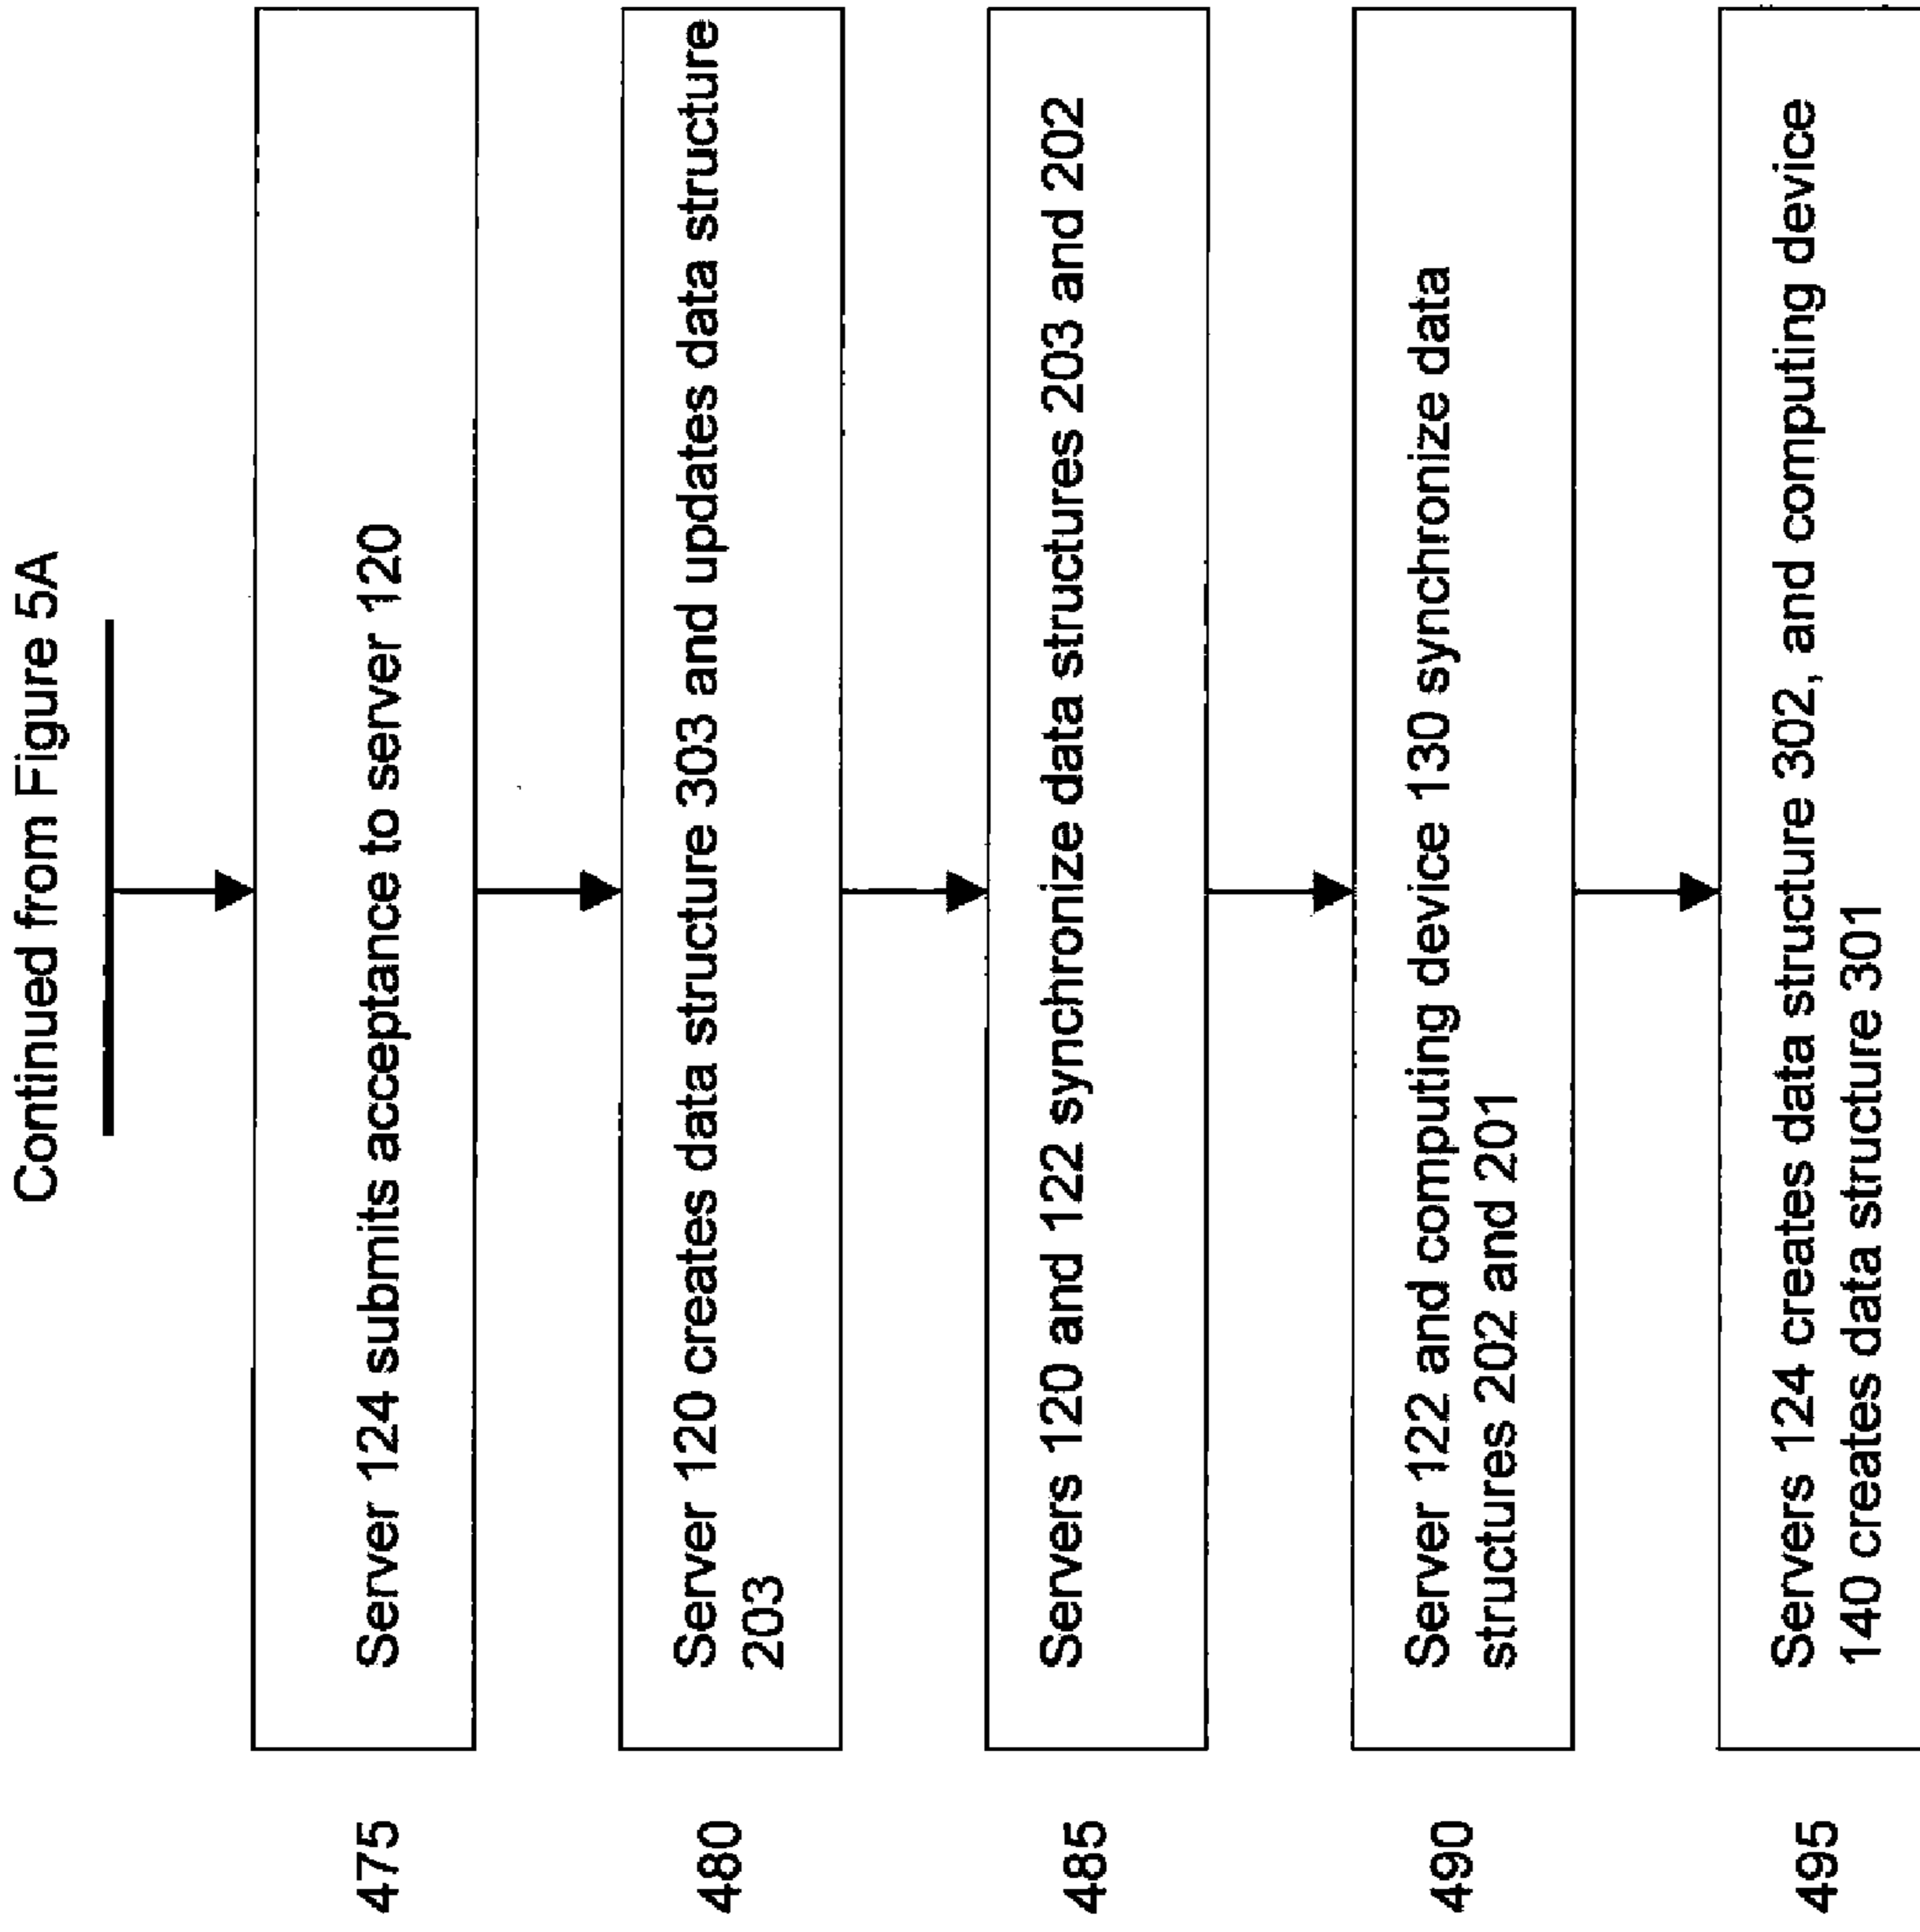 Continued from Figure 5A
475
Server 124 submits acceptance to server 120
480
Server 120 creates data structure 303 and updates data structure
203
485
Servers 120 and 122 synchronize data structures 203 and 202
490
Server 122 and computing device 130 synchronize data
structures 202 and 201
495
Servers 124 creates data structure 302, and computing device
140 creates data structure 301